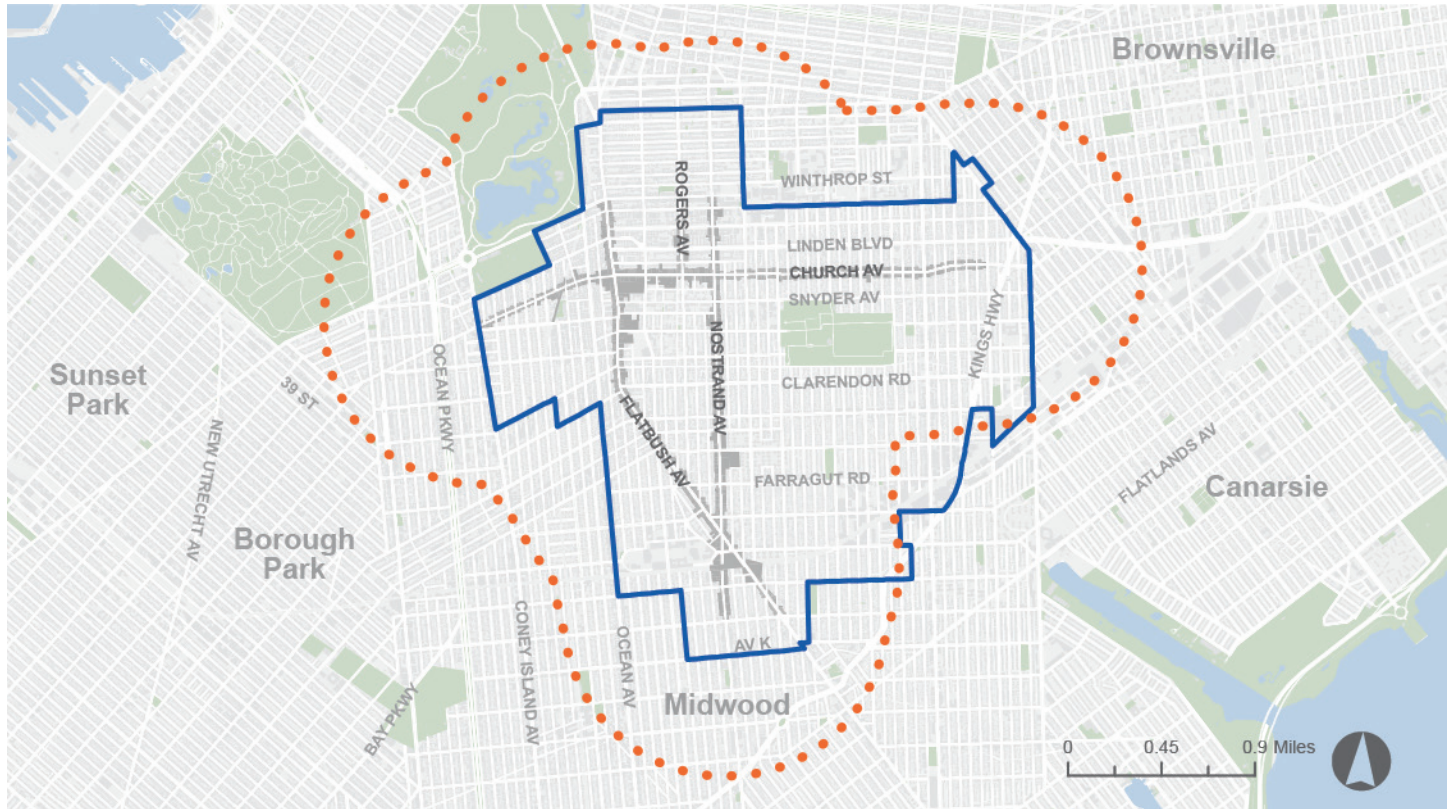 Brownsville
ROGERS AV
WINTHROP ST
LINDEN BLVD
CHURCH AV
SNYDER AV
KINGS HWY
NOSTRAND AV
OCEAN PKWY
Sunset
Park
39 ST
CLARENDON RD
FLATBUSH AV
NEW UTRECHT AV
FLATLANDS AV
FARRAGUT RD
Canarsie
Borough
Park
CONEY ISLAND AV
OCEAN AV
AV K
BAY PKWY
Midwood
0 0.45 0.9 Miles